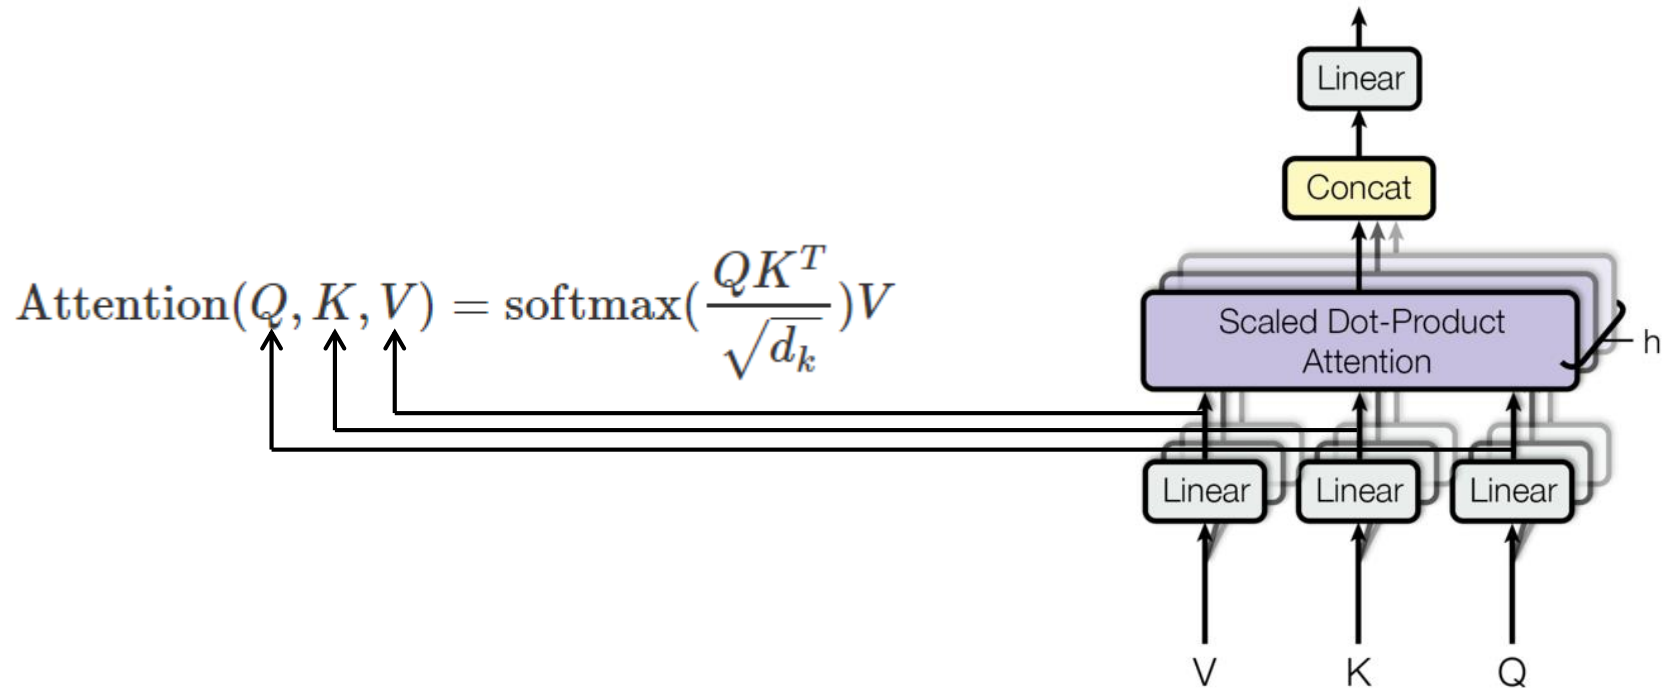 Attention(Q, K, V) = softmax(QK^T / √d_k)V
Linear
Concat
Scaled Dot-Product
Attention
h
Linear Linear Linear
V K Q